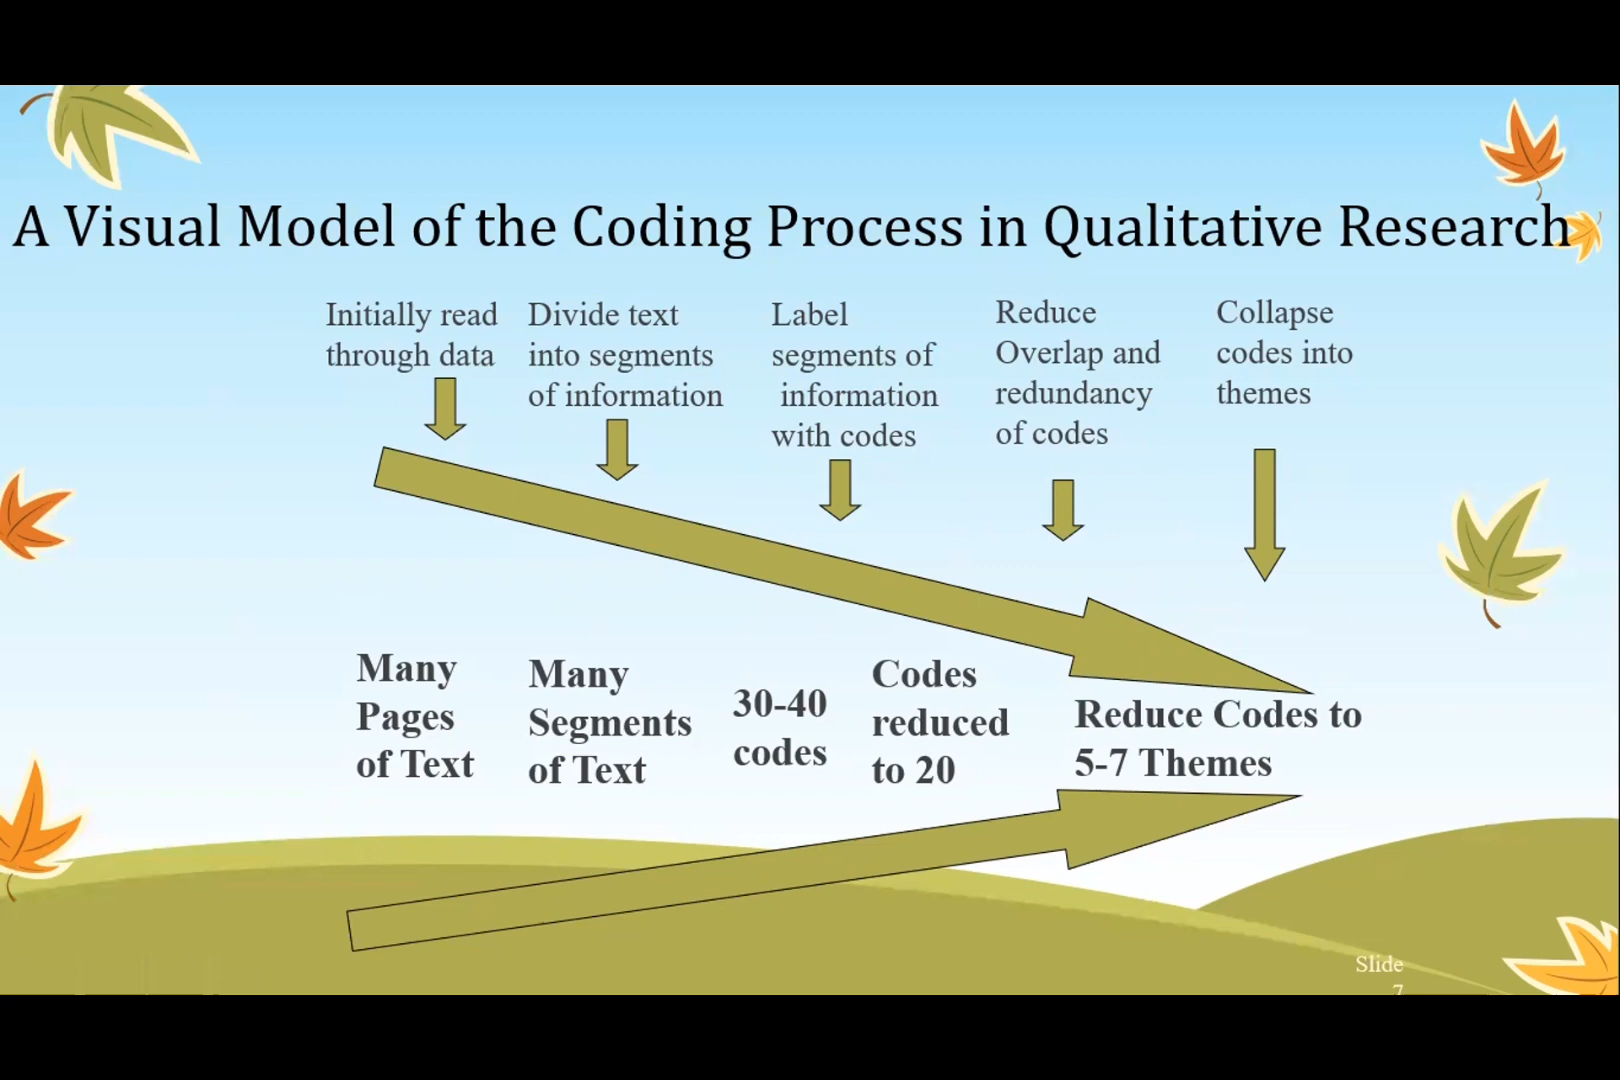 A Visual Model of the Coding Process in Qualitative Research
Initially read
through data
Divide text
into segments
of information
Label
segments of
information
with codes
Reduce
Overlap and
redundancy
of codes
Collapse
codes into
themes
Many
Pages
of Text
Many
Segments
of Text
30-40
codes
Codes
reduced
to 20
Reduce Codes to
5-7 Themes
Slide
7